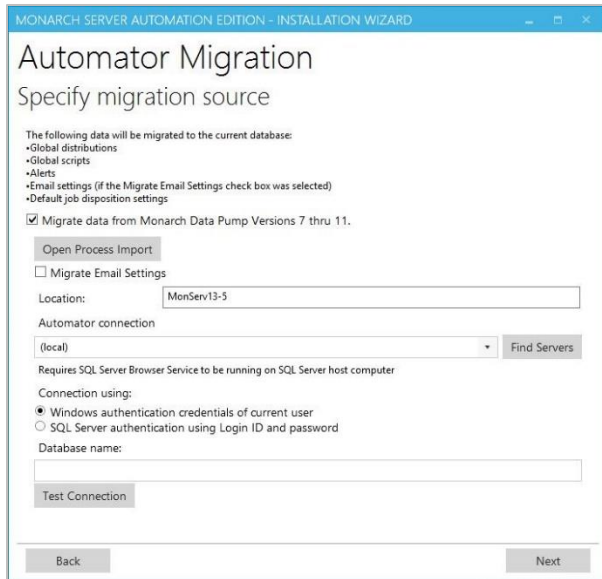 MONARCH SERVER AUTOMATION EDITION - INSTALLATION WIZARD
Automator Migration
Specify migration source
The following data will be migrated to the current database:
•Global distributions
•Global scripts
•Alerts
•Email settings (if the Migrate Email Settings check box was selected)
•Default job disposition settings
Migrate data from Monarch Data Pump Versions 7 thru 11.
Open Process Import
Migrate Email Settings
Location: MonServ13-5
Automator connection
(local) Find Servers
Requires SQL Server Browser Service to be running on SQL Server host computer
Connection using:
Windows authentication credentials of current user
SQL Server authentication using Login ID and password
Database name:
Test Connection
Back Next